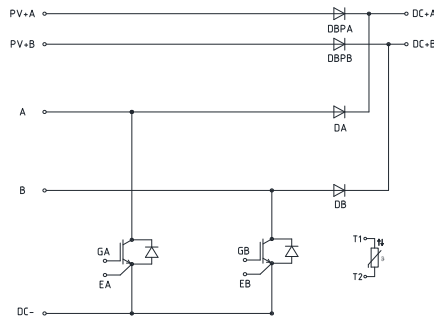 PV+A DC+A
DBPA
PV+B DC+B
DBPB
A
DA
B
DB
GA GB T1
EA EB T2
DC-